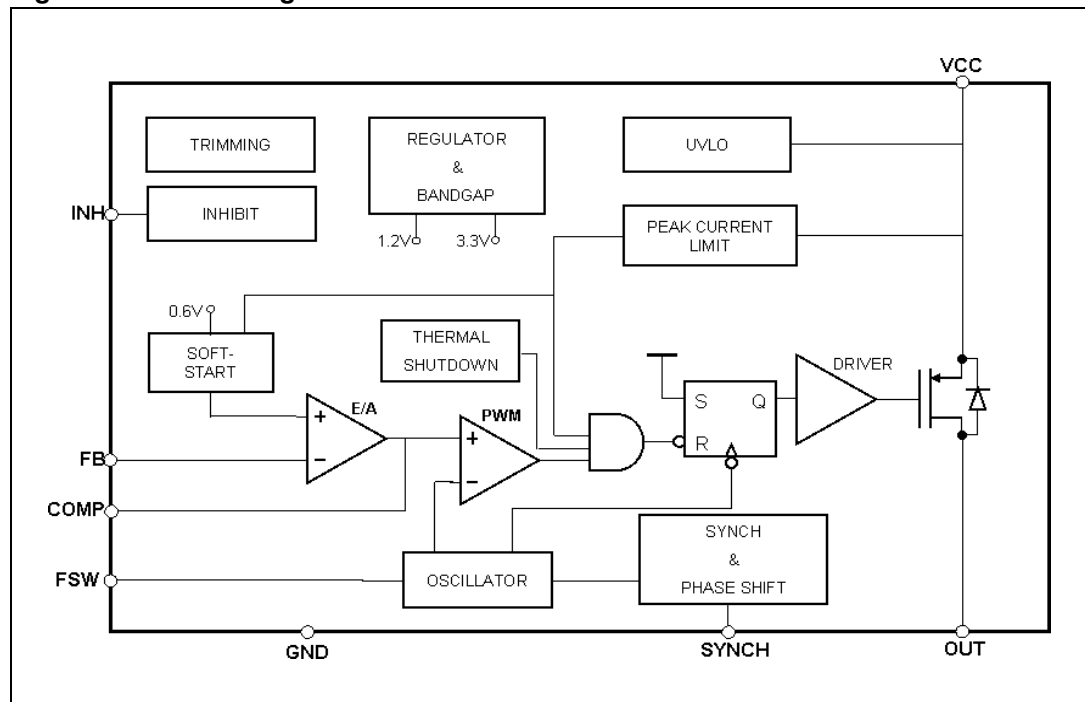 VCC
TRIMMING
REGULATOR
&
BANDGAP
UVLO
INH
INHIBIT
1.2V
3.3V
PEAK CURRENT
LIMIT
0.6V
SOFT-
START
THERMAL
SHUTDOWN
DRIVER
E/A
+
−
PWM
+
−
S
Q
R
FB
COMP
FSW
OSCILLATOR
SYNCH
&
PHASE SHIFT
GND
SYNCH
OUT